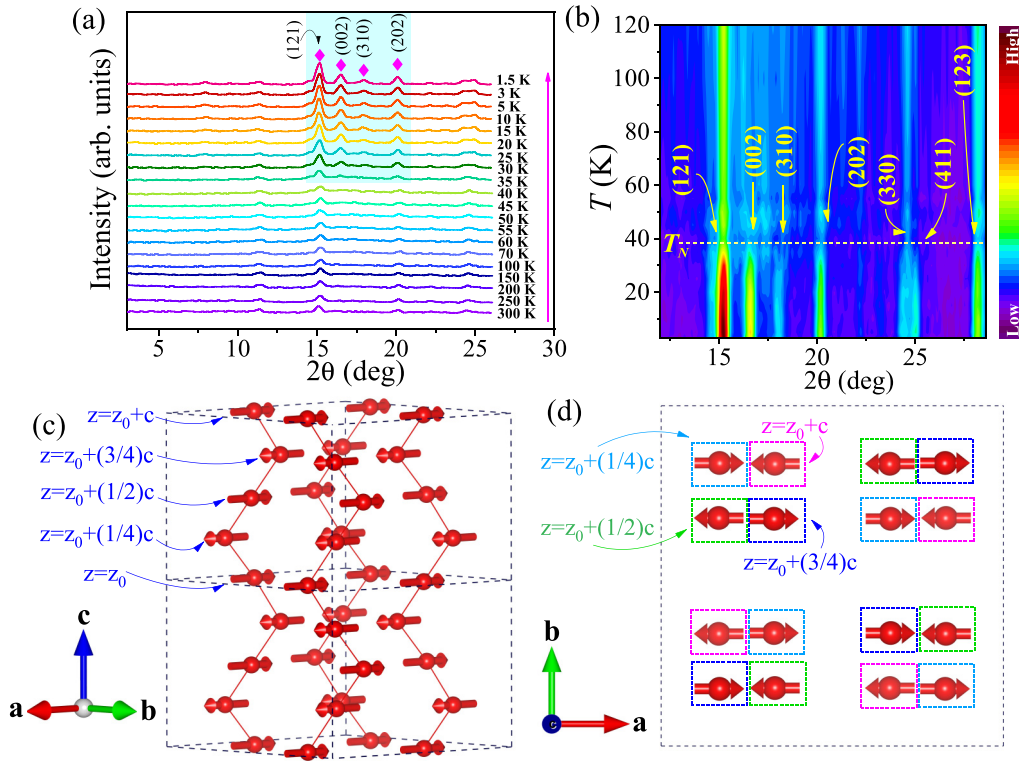 (a)
(121)
(002)
(310)
(202)
1.5 K
3 K
5 K
10 K
15 K
20 K
25 K
30 K
35 K
40 K
45 K
50 K
55 K
60 K
70 K
100 K
150 K
200 K
250 K
300 K
Intensity (arb. units)
5 10 15 20 25 30
2θ (deg)
(b)
120
100
80
60
40
20
T (K)
(121)
(002)
(310)
(202)
(330)
(411)
(123)
T_N
15 20 25
2θ (deg)
High
Low
(c)
z=z₀+c
z=z₀+(3/4)c
z=z₀+(1/2)c
z=z₀+(1/4)c
z=z₀
c
a
b
(d)
z=z₀+c
z=z₀+(1/4)c
z=z₀+(1/2)c
z=z₀+(3/4)c
b
c
a